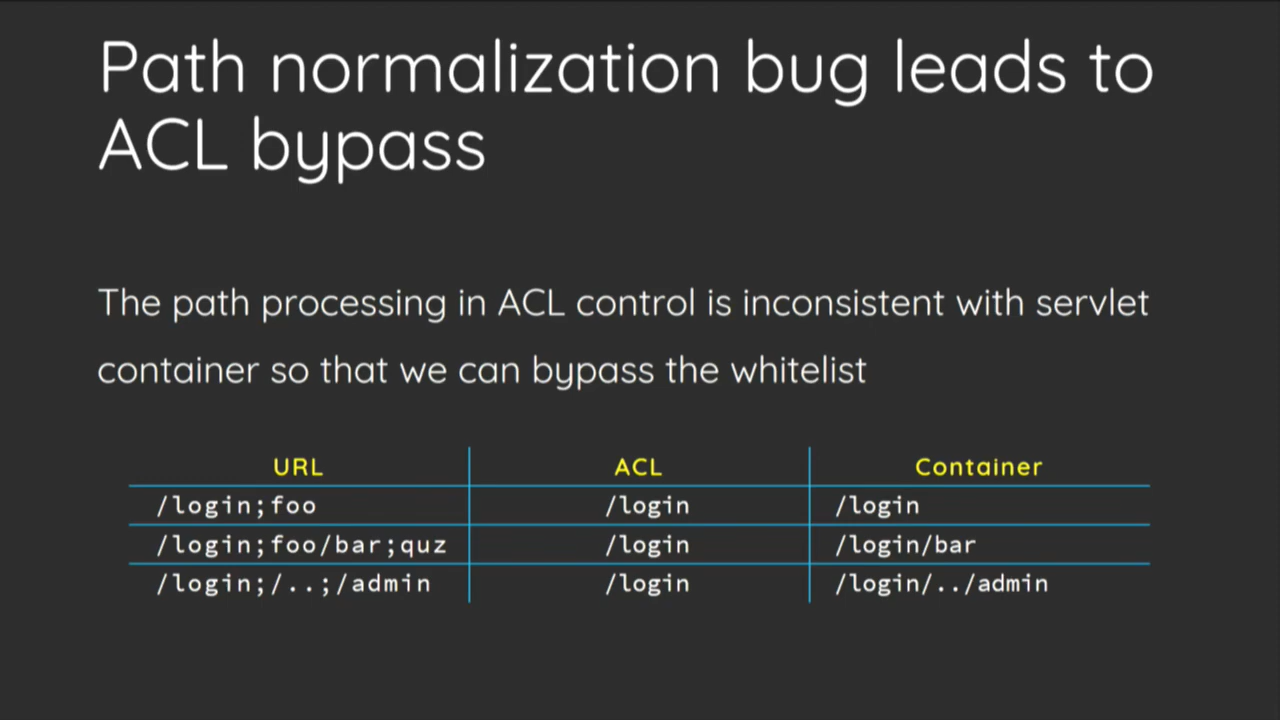 Path normalization bug leads to
ACL bypass
The path processing in ACL control is inconsistent with servlet
container so that we can bypass the whitelist
URL ACL Container
/login;foo /login /login
/login;foo/bar;quz /login /login/bar
/login;/..;/admin /login /login/../admin